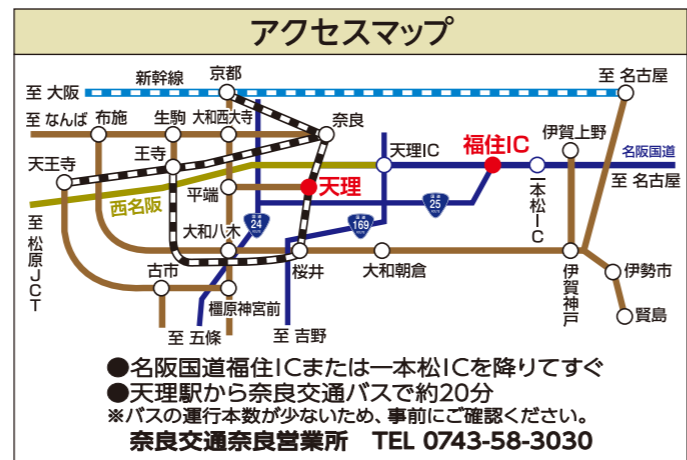 アクセスマップ
新幹線
京都
至 大阪
至 名古屋
至 なんば
布施
生駒
大和西大寺
奈良
天王寺
王寺
天理IC
福住IC
伊賀上野
名阪国道
至 名古屋
一本松IC
西名阪
平端
天理
国道
24
国道
169
国道
25
至 松原JCT
大和八木
桜井
大和朝倉
伊賀神戸
伊勢市
古市
橿原神宮前
賢島
至 五條
至 吉野
●名阪国道福住ICまたは一本松ICを降りてすぐ
●天理駅から奈良交通バスで約20分
※バスの運行本数が少ないため、事前にご確認ください。
奈良交通奈良営業所　TEL 0743-58-3030